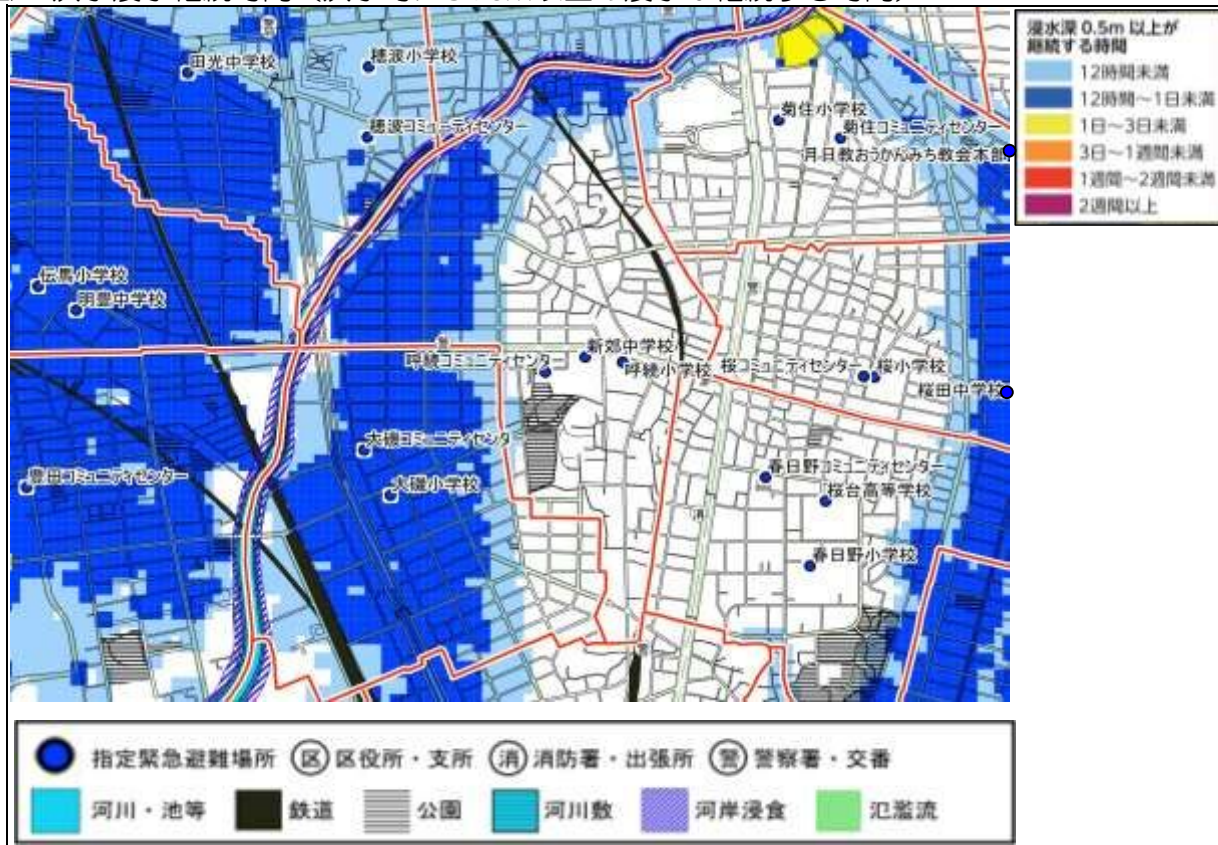 浸水深 0.5m 以上が
継続する時間
12時間未満
12時間～1日未満
1日～3日未満
3日～1週間未満
1週間～2週間未満
2週間以上
田光中学校
穂波小学校
穂波コミュニティセンター
菊住小学校
菊住コミュニティセンター
月日教おうかんみち教会本部
伝馬小学校
明豊中学校
呼続コミュニティセンター
新郊中学校
呼続小学校
桜コミュニティセンター
桜小学校
桜田中学校
大磯コミュニティセンタ
大磯小学校
豊田コミュニティセンター
春日野コミュニティセンター
桜台高等学校
春日野小学校
消
指定緊急避難場所 区 区役所・支所 消 消防署・出張所 警 警察署・交番
河川・池等 鉄道 公園 河川敷 河岸浸食 氾濫流